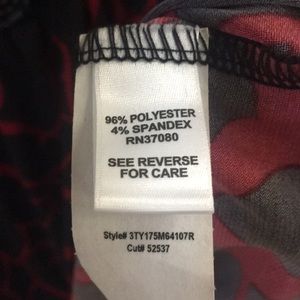 96% POLYESTER
4% SPANDEX
RN37080
SEE REVERSE
FOR CARE
Style# 3TY175M64107R
Cut# 52537